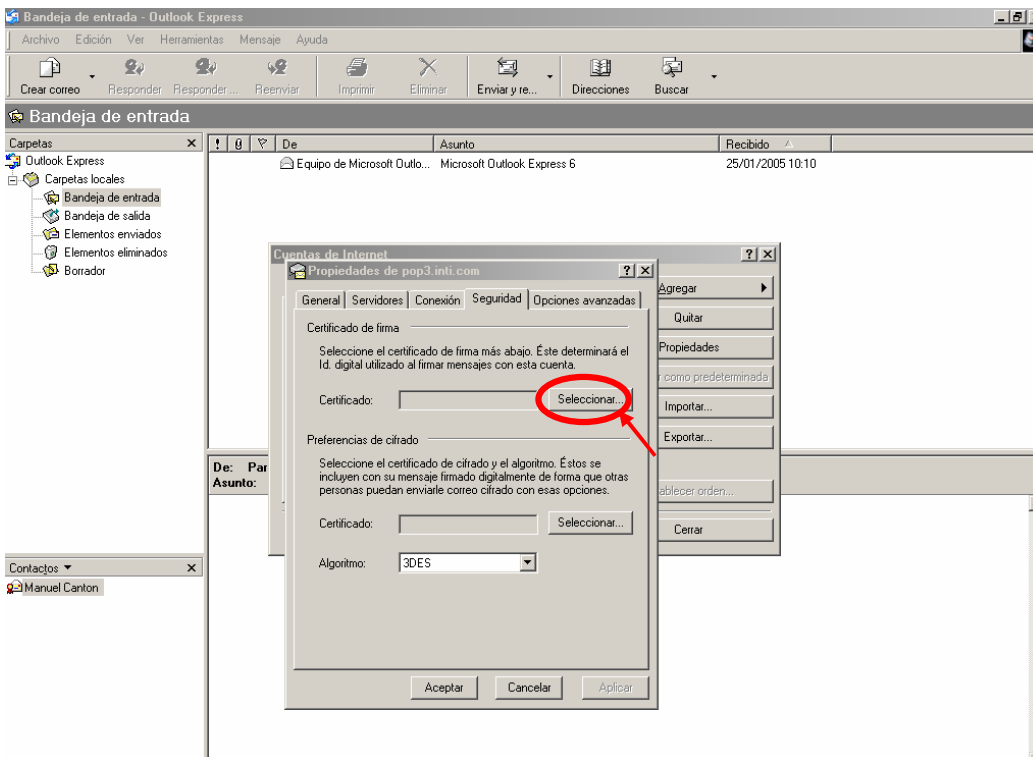 Bandeja de entrada - Outlook Express
Archivo Edición Ver Herramientas Mensaje Ayuda
Crear correo Responder Responder ... Reenviar Imprimir Eliminar Enviar y re... Direcciones Buscar
Bandeja de entrada
Carpetas
Outlook Express
Carpetas locales
Bandeja de entrada
Bandeja de salida
Elementos enviados
Elementos eliminados
Borrador
Contactos
Manuel Canton
! De Asunto Recibido
Equipo de Microsoft Outlo... Microsoft Outlook Express 6 25/01/2005 10:10
De: Par
Asunto:
Cuentas de Internet
Agregar
Quitar
Propiedades
r como predeterminada
Importar...
Exportar...
ablecer orden...
Cerrar
Propiedades de pop3.inti.com
General Servidores Conexión Seguridad Opciones avanzadas
Certificado de firma
Seleccione el certificado de firma más abajo. Éste determinará el
Id. digital utilizado al firmar mensajes con esta cuenta.
Certificado: Seleccionar...
Preferencias de cifrado
Seleccione el certificado de cifrado y el algoritmo. Éstos se
incluyen con su mensaje firmado digitalmente de forma que otras
personas puedan enviarle correo cifrado con esas opciones.
Certificado: Seleccionar...
Algoritmo: 3DES
Aceptar Cancelar Aplicar